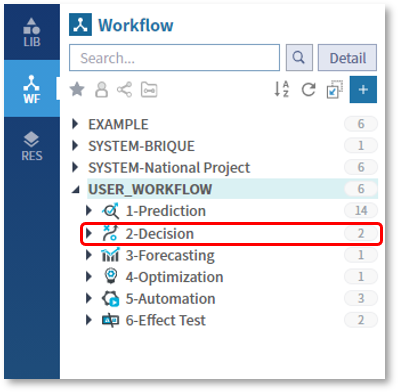 LIB
WF
RES
Workflow
Search... Detail
EXAMPLE 6
SYSTEM-BRIQUE 1
SYSTEM-National Project 6
USER_WORKFLOW 6
1-Prediction 14
2-Decision 2
3-Forecasting 1
4-Optimization 1
5-Automation 3
6-Effect Test 2